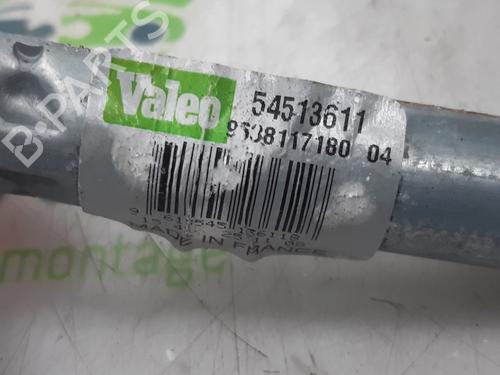 B-PARTS
Valeo
54513611
9638117180 04
MADE IN FRANCE
montage